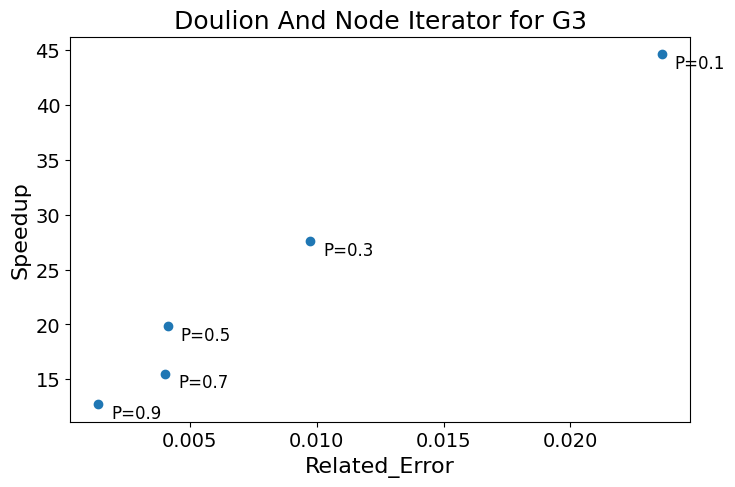 Doulion And Node Iterator for G3
45
40
35
30
25
20
15
Speedup
P=0.1
P=0.3
P=0.5
P=0.7
P=0.9
0.005
0.010
0.015
0.020
Related_Error